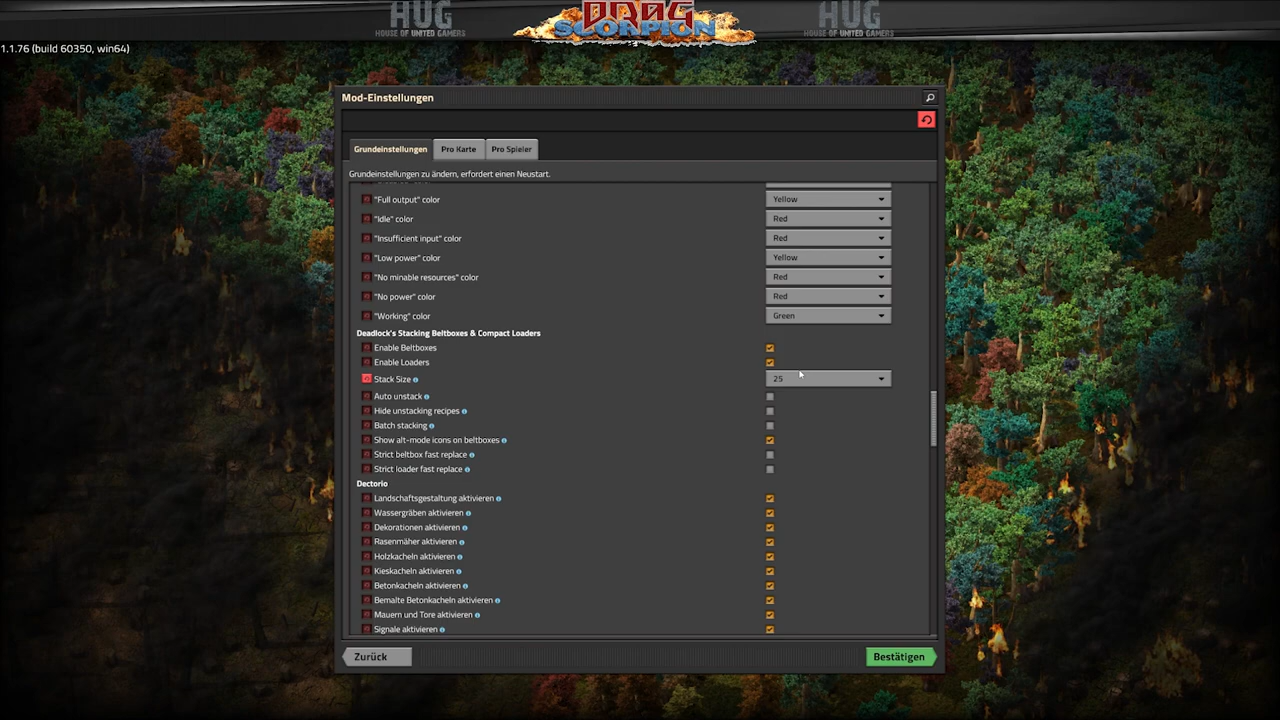 HUG
HOUSE OF UNITED GAMERS
DRAG
SCORPION
HUG
HOUSE OF UNITED GAMERS
1.1.76 (build 60350, win64)
Mod-Einstellungen
Grundeinstellungen Pro Karte Pro Spieler
Grundeinstellungen zu ändern, erfordert einen Neustart.
"Full output" color Yellow
"Idle" color Red
"Insufficient input" color Red
"Low power" color Yellow
"No minable resources" color Red
"No power" color Red
"Working" color Green
Deadlock's Stacking Beltboxes & Compact Loaders
Enable Beltboxes
Enable Loaders
Stack Size 25
Auto unstack
Hide unstacking recipes
Batch stacking
Show alt-mode icons on beltboxes
Strict beltbox fast replace
Strict loader fast replace
Dectorio
Landschaftsgestaltung aktivieren
Wassergräben aktivieren
Dekorationen aktivieren
Rasenmäher aktivieren
Holzkacheln aktivieren
Kieskacheln aktivieren
Betonkacheln aktivieren
Bemalte Betonkacheln aktivieren
Mauern und Tore aktivieren
Signale aktivieren
Zurück Bestätigen